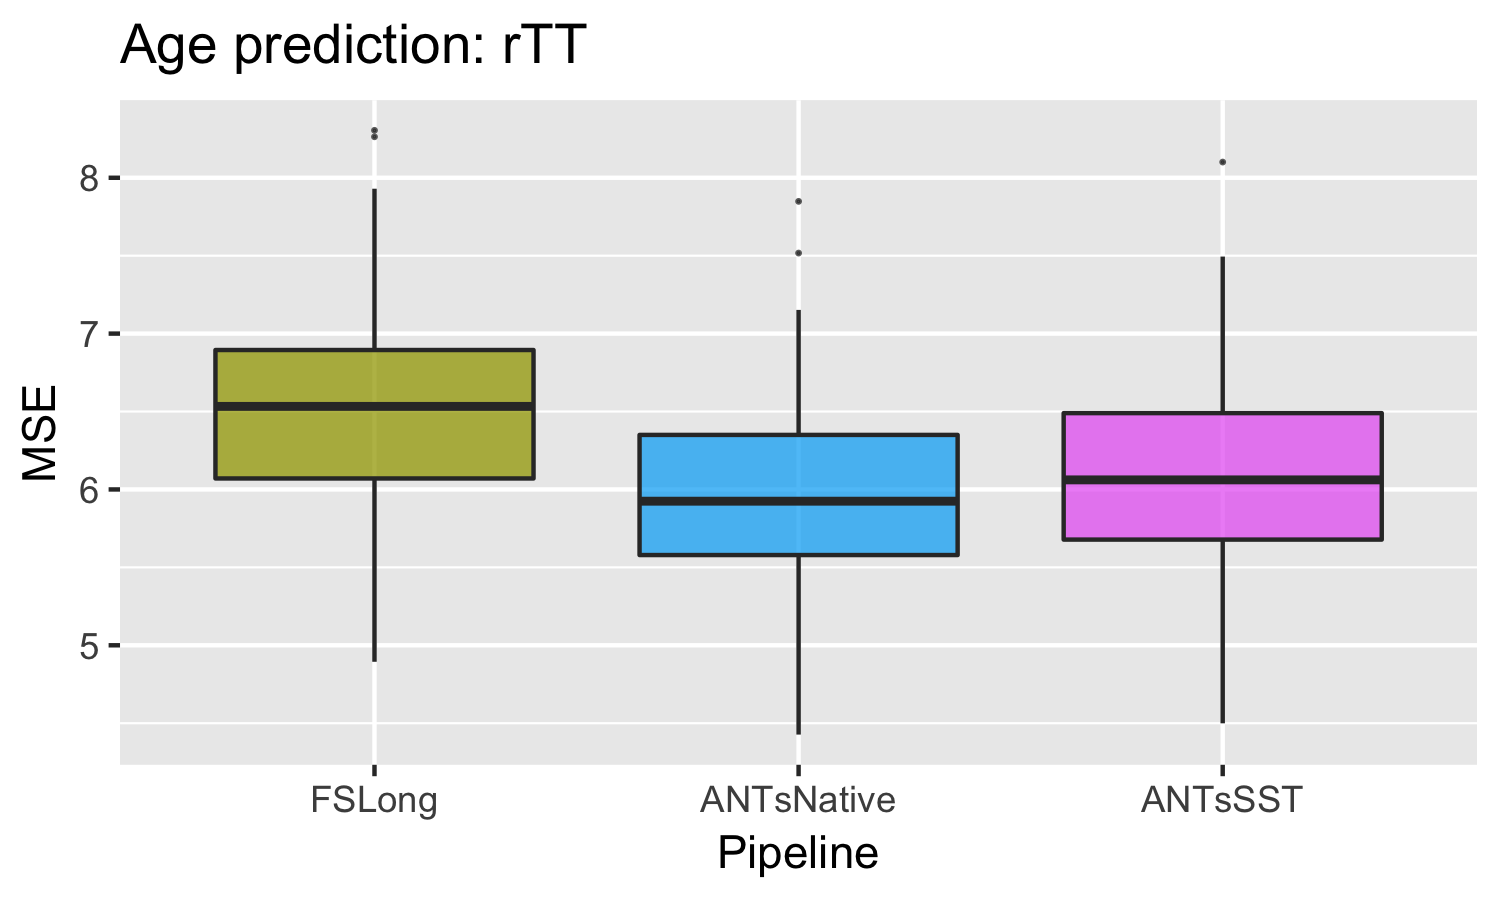 Age prediction: rTT
MSE
8
7
6
5
FSLong
ANTsNative
ANTsSST
Pipeline